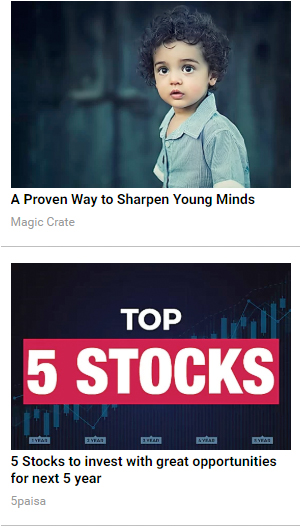 A Proven Way to Sharpen Young Minds
Magic Crate
TOP
5 STOCKS
1 YEAR 2 YEAR 3 YEAR 4 YEAR 5 YEAR
5 Stocks to invest with great opportunities
for next 5 year
5paisa